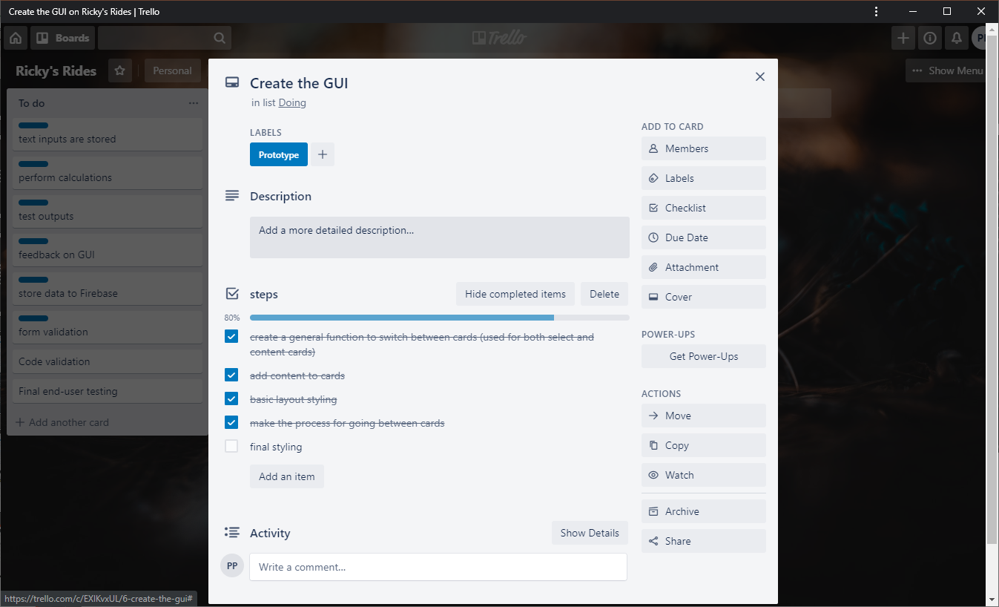 Create the GUI on Ricky's Rides | Trello
Boards
Trello
Ricky's Rides
Personal
Show Menu
To do
text inputs are stored
perform calculations
test outputs
feedback on GUI
store data to Firebase
form validation
Code validation
Final end-user testing
Add another card
Create the GUI
in list Doing
LABELS
Prototype
Description
Add a more detailed description...
steps
Hide completed items
Delete
80%
create a general function to switch between cards (used for both select and
content cards)
add content to cards
basic layout styling
make the process for going between cards
final styling
Add an item
Activity
Show Details
PP
Write a comment...
ADD TO CARD
Members
Labels
Checklist
Due Date
Attachment
Cover
POWER-UPS
Get Power-Ups
ACTIONS
Move
Copy
Watch
Archive
Share
https://trello.com/c/EXlKvxUL/6-create-the-gui#